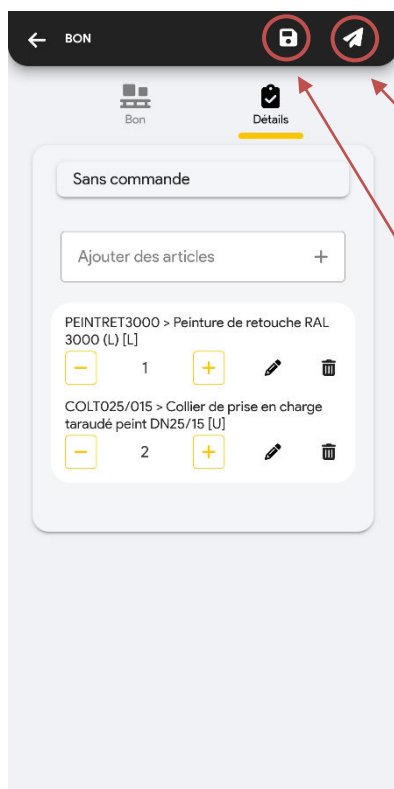 BON
Bon
Détails
Sans commande
Ajouter des articles +
PEINTRET3000 > Peinture de retouche RAL
3000 (L) [L]
− 1 +
COLT025/015 > Collier de prise en charge
taraudé peint DN25/15 [U]
− 2 +